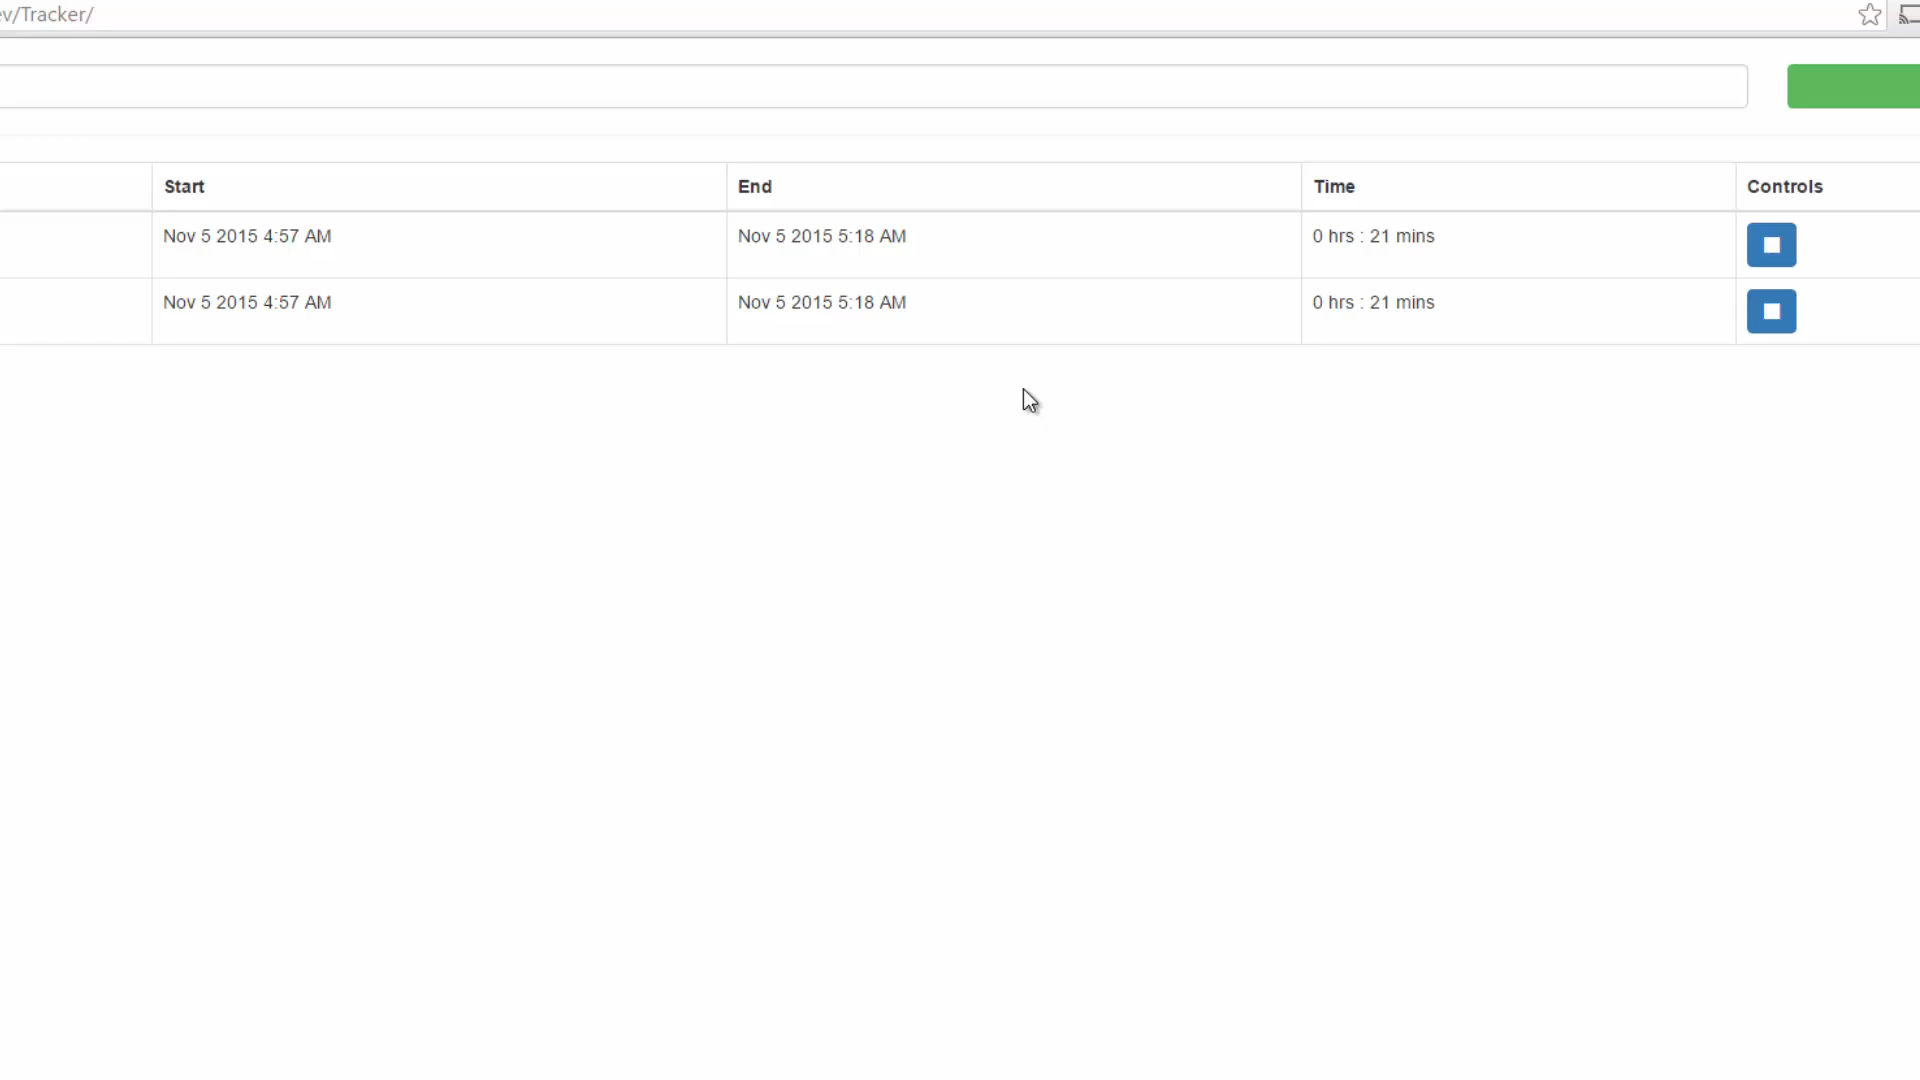 ev/Tracker/
Start End Time Controls
Nov 5 2015 4:57 AM Nov 5 2015 5:18 AM 0 hrs : 21 mins
Nov 5 2015 4:57 AM Nov 5 2015 5:18 AM 0 hrs : 21 mins